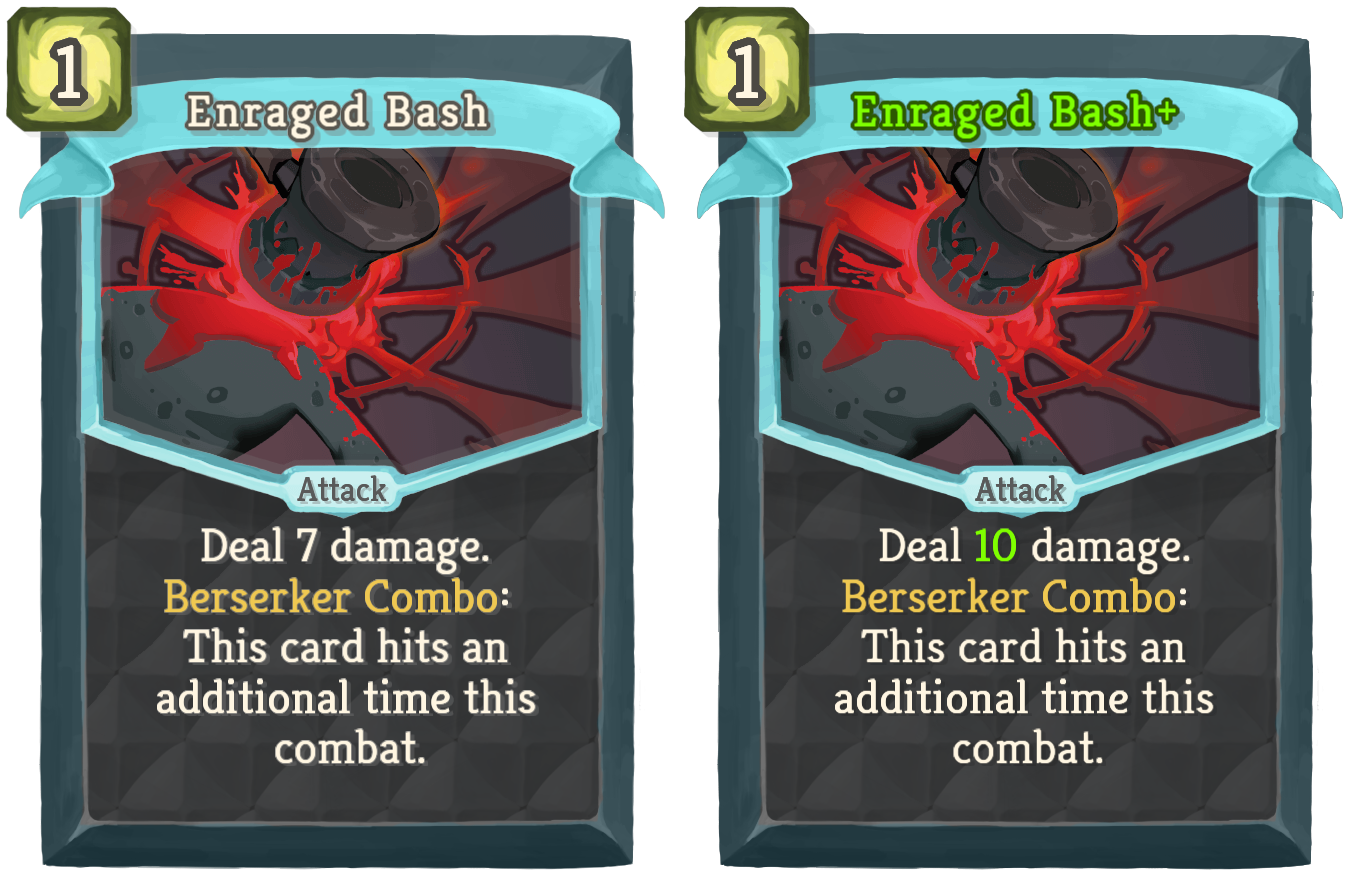 1
Enraged Bash
Attack
Deal 7 damage.
Berserker Combo:
This card hits an
additional time this
combat.
1
Enraged Bash+
Attack
Deal 10 damage.
Berserker Combo:
This card hits an
additional time this
combat.